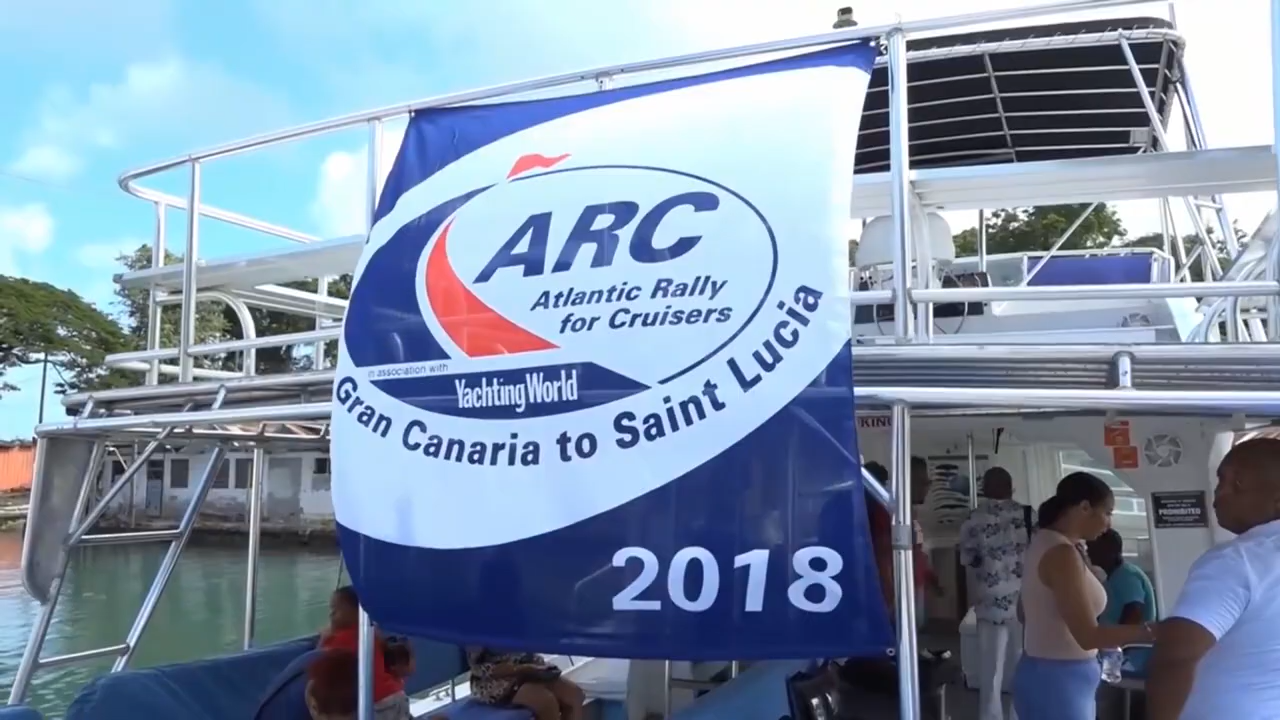 ARC
Atlantic Rally
for Cruisers
in association with
YachtingWorld
Gran Canaria to Saint Lucia
2018
PROHIBITED